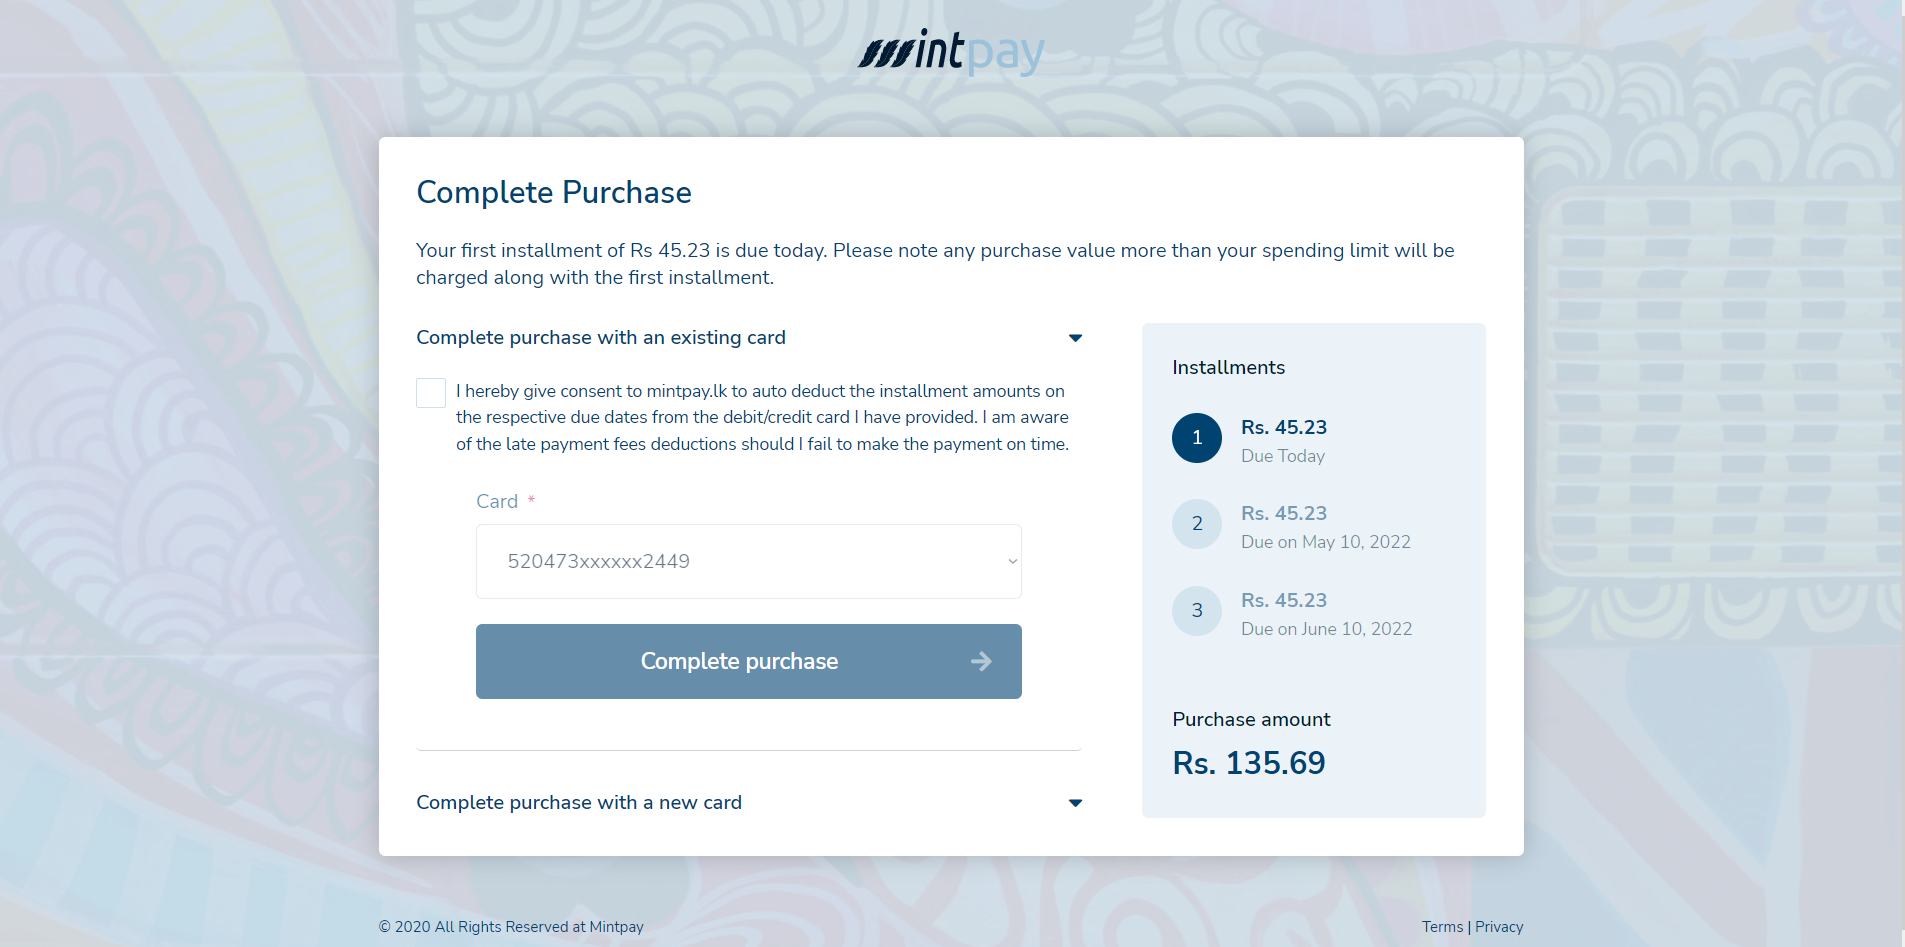 mintpay
Complete Purchase
Your first installment of Rs 45.23 is due today. Please note any purchase value more than your spending limit will be
charged along with the first installment.
Complete purchase with an existing card
I hereby give consent to mintpay.lk to auto deduct the installment amounts on
the respective due dates from the debit/credit card I have provided. I am aware
of the late payment fees deductions should I fail to make the payment on time.
Card *
520473xxxxxx2449
Complete purchase
Complete purchase with a new card
Installments
1
Rs. 45.23
Due Today
2
Rs. 45.23
Due on May 10, 2022
3
Rs. 45.23
Due on June 10, 2022
Purchase amount
Rs. 135.69
© 2020 All Rights Reserved at Mintpay
Terms | Privacy